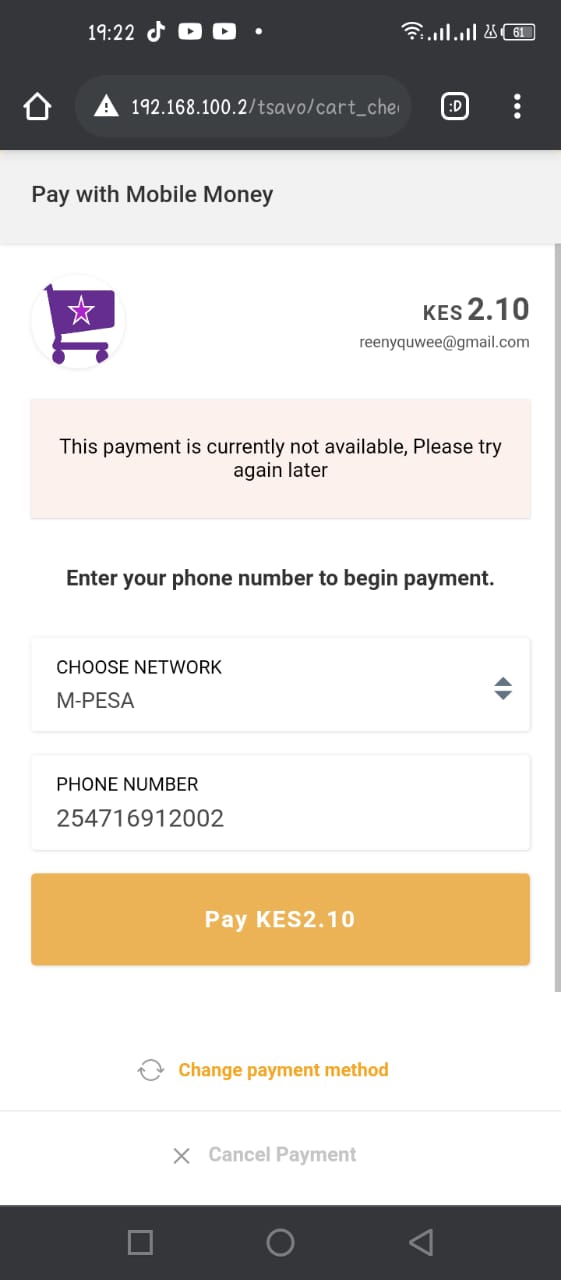 19:22
61
192.168.100.2/tsavo/cart_che
:D
Pay with Mobile Money
KES 2.10
reenyquwee@gmail.com
This payment is currently not available, Please try
again later
Enter your phone number to begin payment.
CHOOSE NETWORK
M-PESA
PHONE NUMBER
254716912002
Pay KES2.10
Change payment method
Cancel Payment